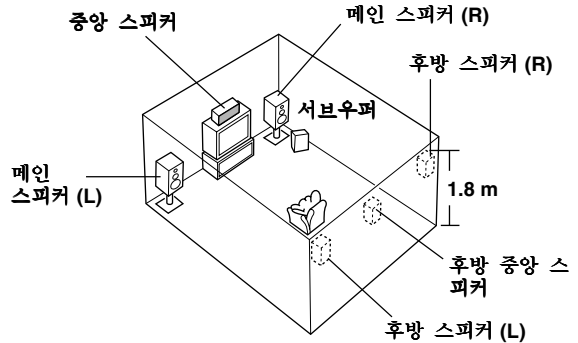 중앙 스피커
메인 스피커 (R)
후방 스피커 (R)
서브우퍼
메인
스피커 (L)
1.8 m
후방 중앙 스
피커
후방 스피커 (L)